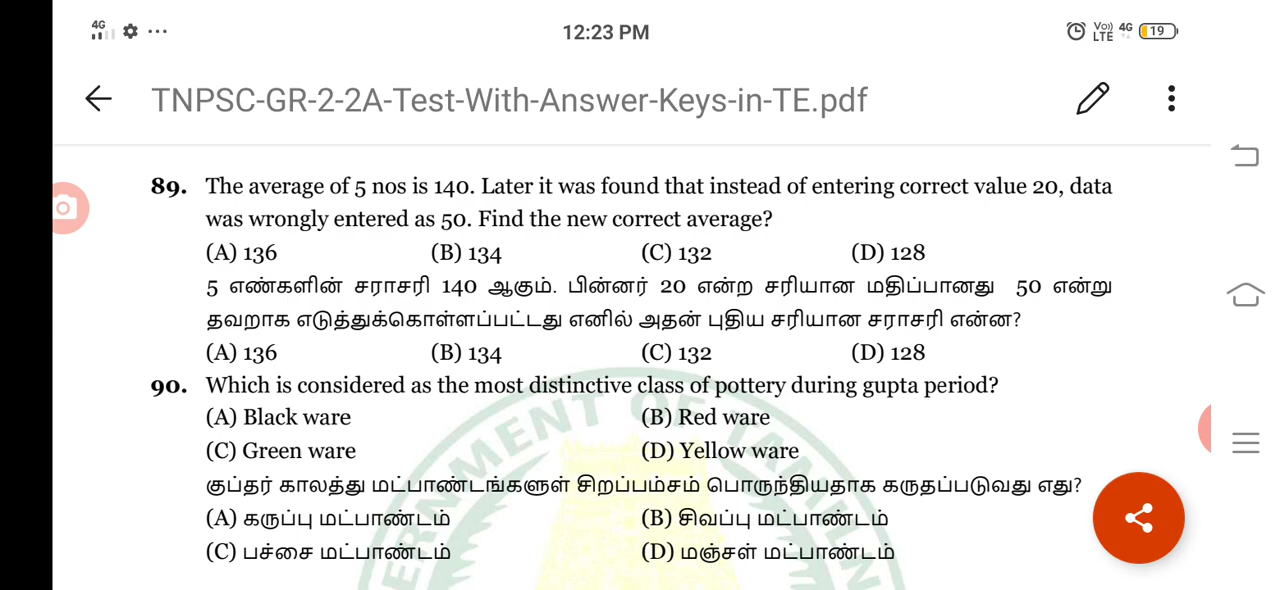 4G ...
12:23 PM
Vo)) LTE 4G 19
TNPSC-GR-2-2A-Test-With-Answer-Keys-in-TE.pdf
89. The average of 5 nos is 140. Later it was found that instead of entering correct value 20, data
was wrongly entered as 50. Find the new correct average?
(A) 136 (B) 134 (C) 132 (D) 128
5 எண்களின் சராசரி 140 ஆகும். பின்னர் 20 என்ற சரியான மதிப்பானது 50 என்று
தவறாக எடுத்துக்கொள்ளப்பட்டது எனில் அதன் புதிய சரியான சராசரி என்ன?
(A) 136 (B) 134 (C) 132 (D) 128
90. Which is considered as the most distinctive class of pottery during gupta period?
(A) Black ware (B) Red ware
(C) Green ware (D) Yellow ware
குப்தர் காலத்து மட்பாண்டங்களுள் சிறப்பம்சம் பொருந்தியதாக கருதப்படுவது எது?
(A) கருப்பு மட்பாண்டம் (B) சிவப்பு மட்பாண்டம்
(C) பச்சை மட்பாண்டம் (D) மஞ்சள் மட்பாண்டம்